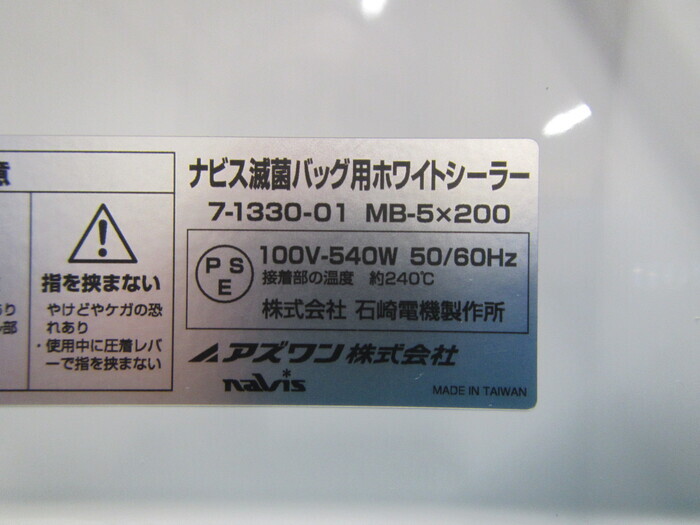 意
ナビス滅菌バッグ用ホワイトシーラー
7-1330-01 MB-5×200
PSE
100V-540W 50/60Hz
接着部の温度 約240℃
株式会社 石崎電機製作所
アズワン株式会社
navis
MADE IN TAIWAN
指を挟まない
やけどやケガの恐
れあり
・使用中に圧着レバ
ーで指を挟まない
あり
部